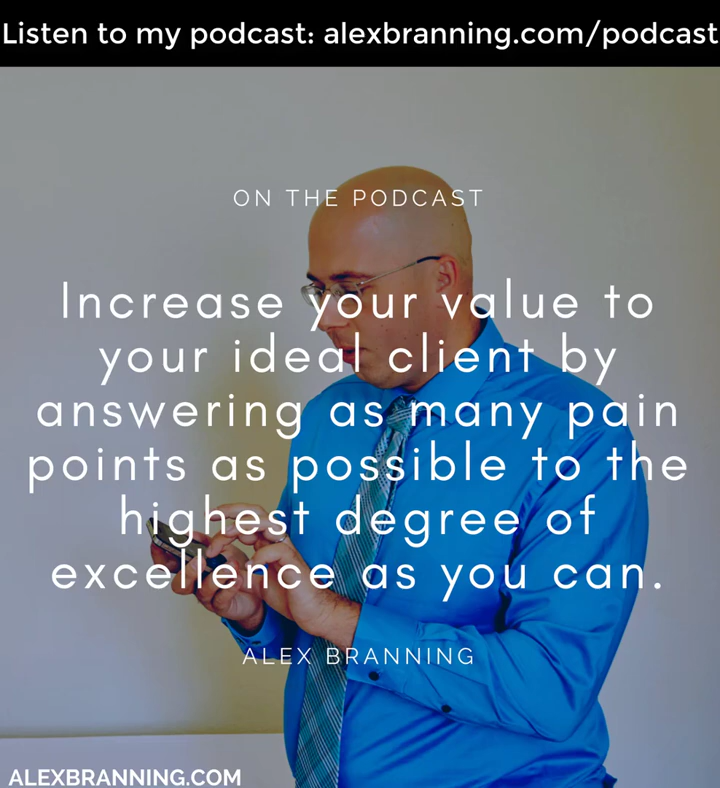 Listen to my podcast: alexbranning.com/podcast
ON THE PODCAST
Increase your value to
your ideal client by
answering as many pain
points as possible to the
highest degree of
excellence as you can.
ALEX BRANNING
ALEXBRANNING.COM